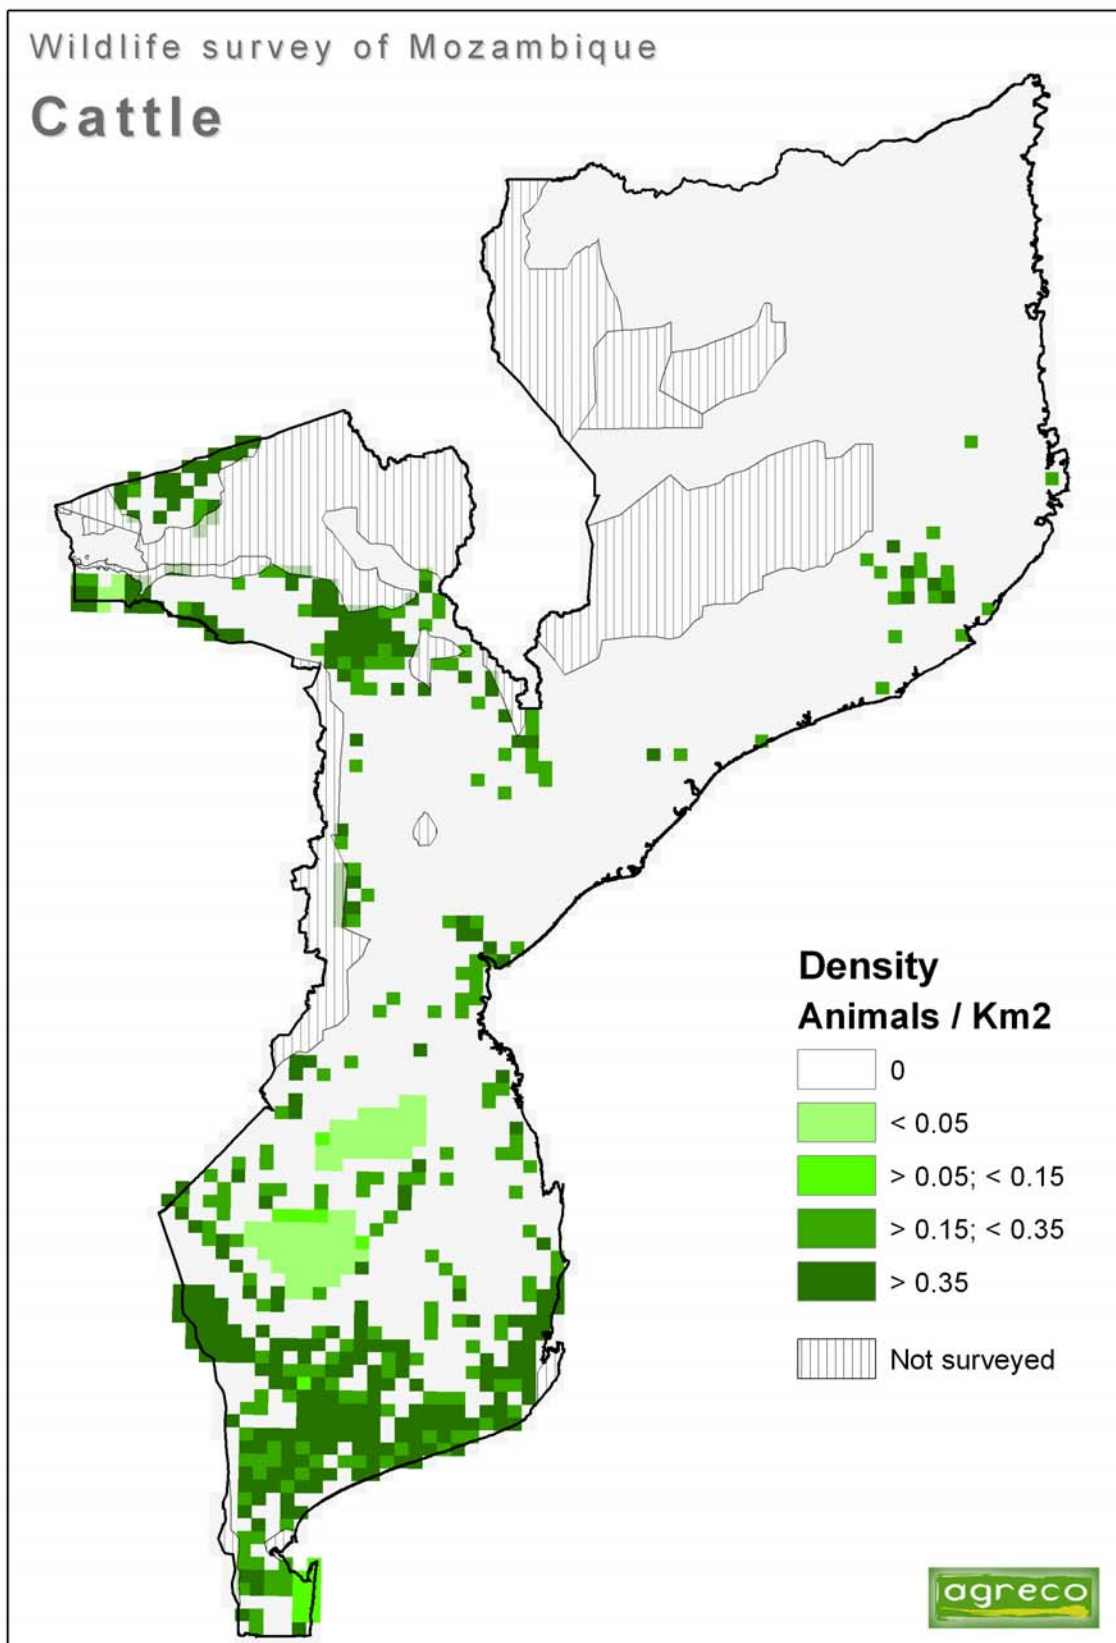 Wildlife survey of Mozambique
Cattle
Density
Animals / Km2
0
< 0.05
> 0.05; < 0.15
> 0.15; < 0.35
> 0.35
Not surveyed
agreco